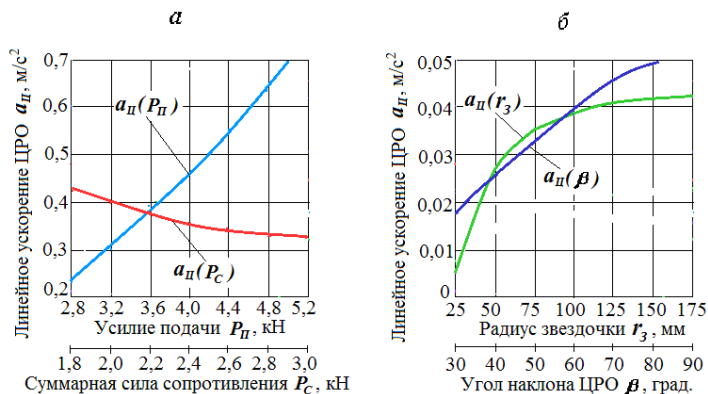 а
Линейное ускорение ЦРО aП, м/с²
0,7
0,6
0,5
0,4
0,3
0,2
aП(PП)
aП(PС)
2,8 3,2 3,6 4,0 4,4 4,8 5,2
Усилие подачи PП, кН
1,8 2,0 2,2 2,4 2,6 2,8 3,0
Суммарная сила сопротивления PС, кН
б
Линейное ускорение ЦРО aП, м/с²
0,05
0,04
0,03
0,02
0,01
0
aП(rЗ)
aП(β)
25 50 75 100 125 150 175
Радиус звездочки rЗ, мм
30 40 50 60 70 80 90
Угол наклона ЦРО β, град.